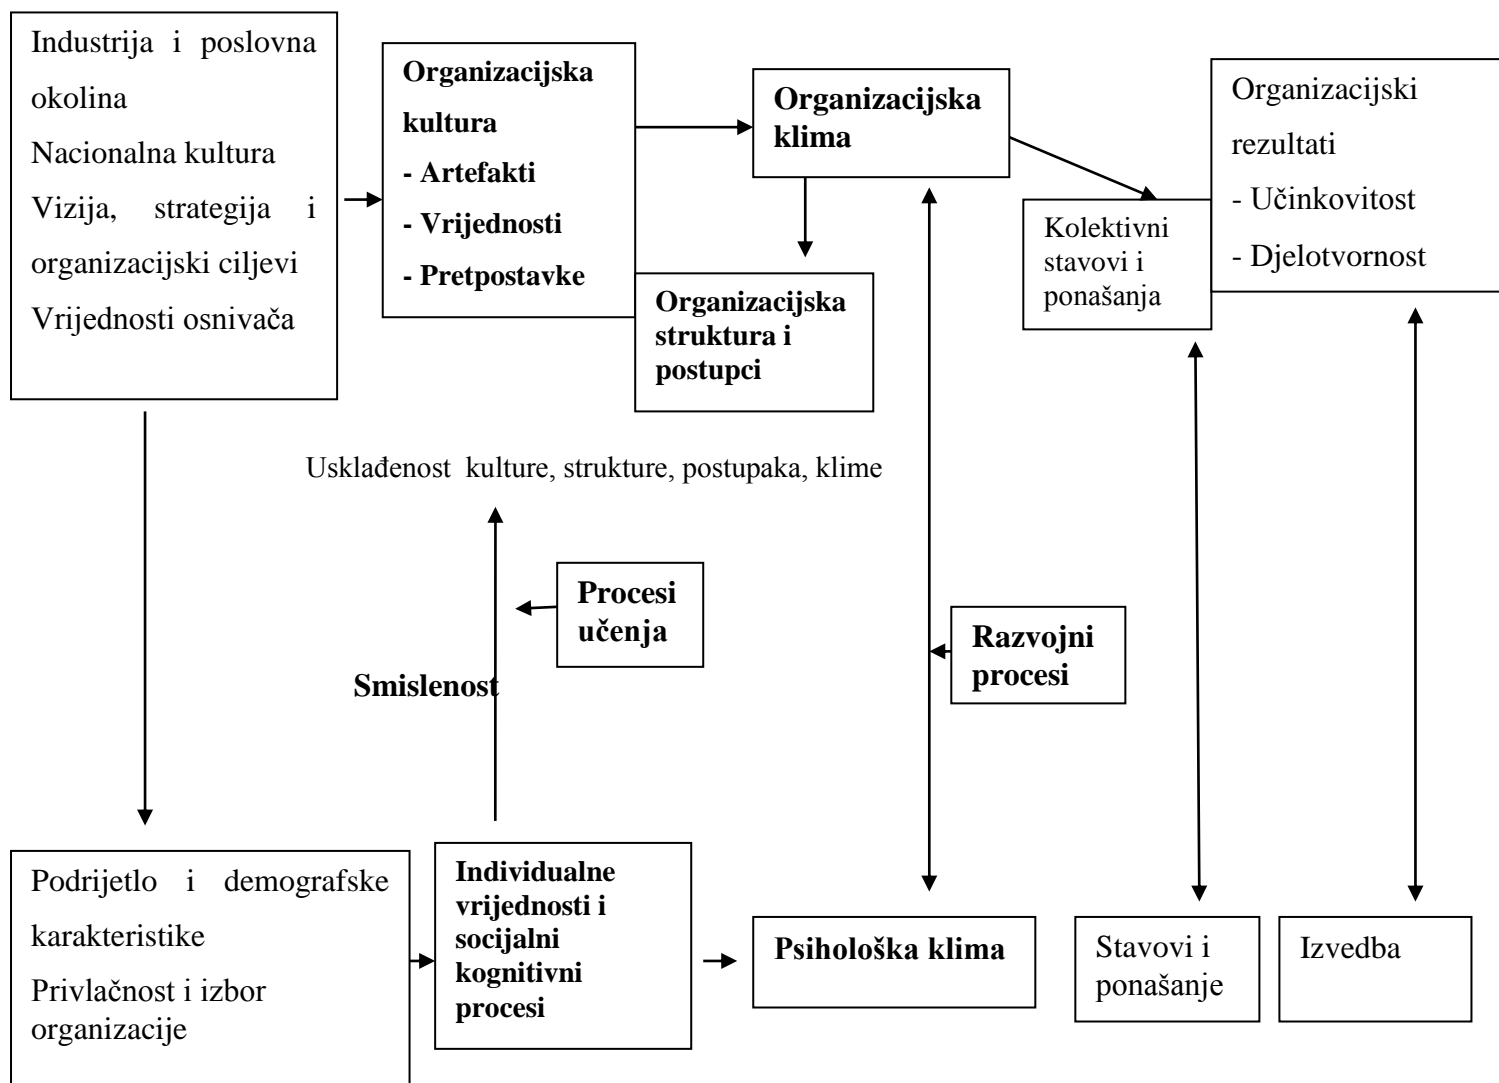 Industrija i poslovna
okolina
Nacionalna kultura
Vizija, strategija i
organizacijski ciljevi
Vrijednosti osnivača
Organizacijska
kultura
- Artefakti
- Vrijednosti
- Pretpostavke
Organizacijska
klima
Organizacijska
struktura i
postupci
Kolektivni
stavovi i
ponašanja
Organizacijski
rezultati
- Učinkovitost
- Djelotvornost
Usklađenost kulture, strukture, postupaka, klime
Procesi
učenja
Smislenost
Razvojni
procesi
Podrijetlo i demografske
karakteristike
Privlačnost i izbor
organizacije
Individualne
vrijednosti i
socijalni
kognitivni
procesi
Psihološka klima
Stavovi i
ponašanje
Izvedba